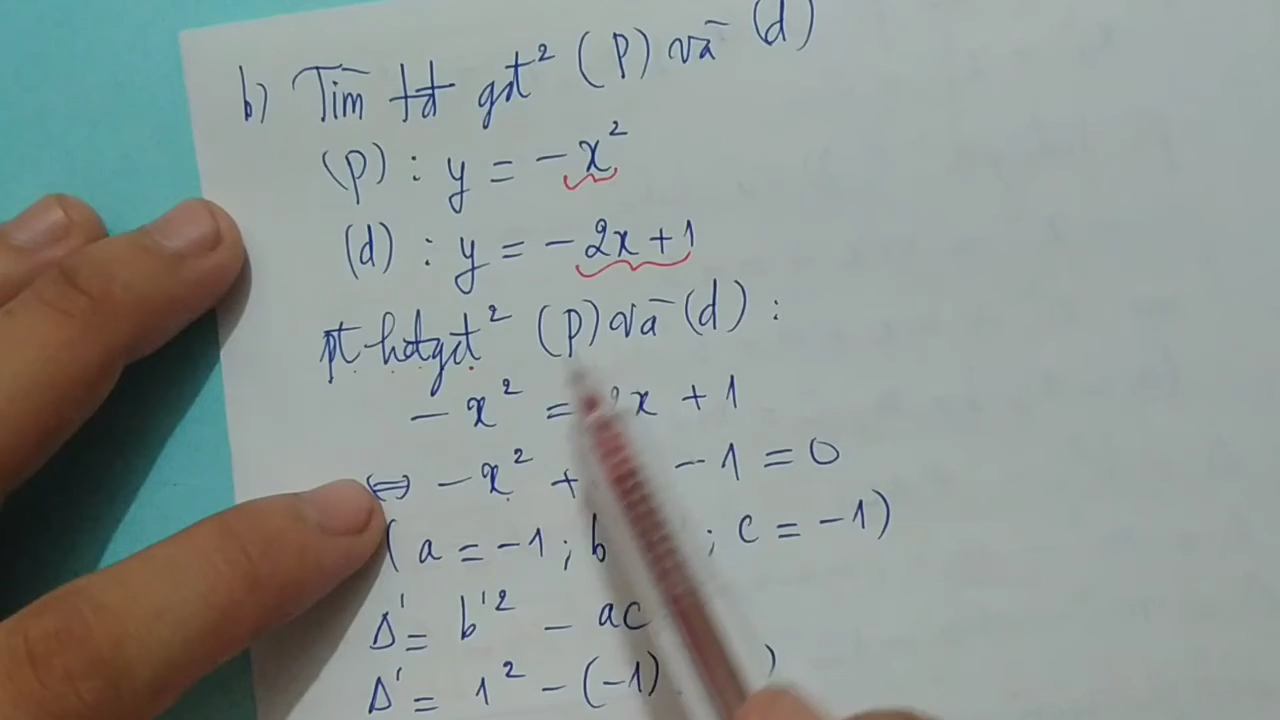 b) Tìm tđ gđ² (P) và (d)
(P) : y = -x²
(d) : y = -2x+1
pt hđgđ² (P) và (d) :
-x² = x + 1
⇔ -x² + -1 = 0
( a = -1 ; b ; c = -1)
Δ' = b'² - ac
Δ' = 1² - (-1) )